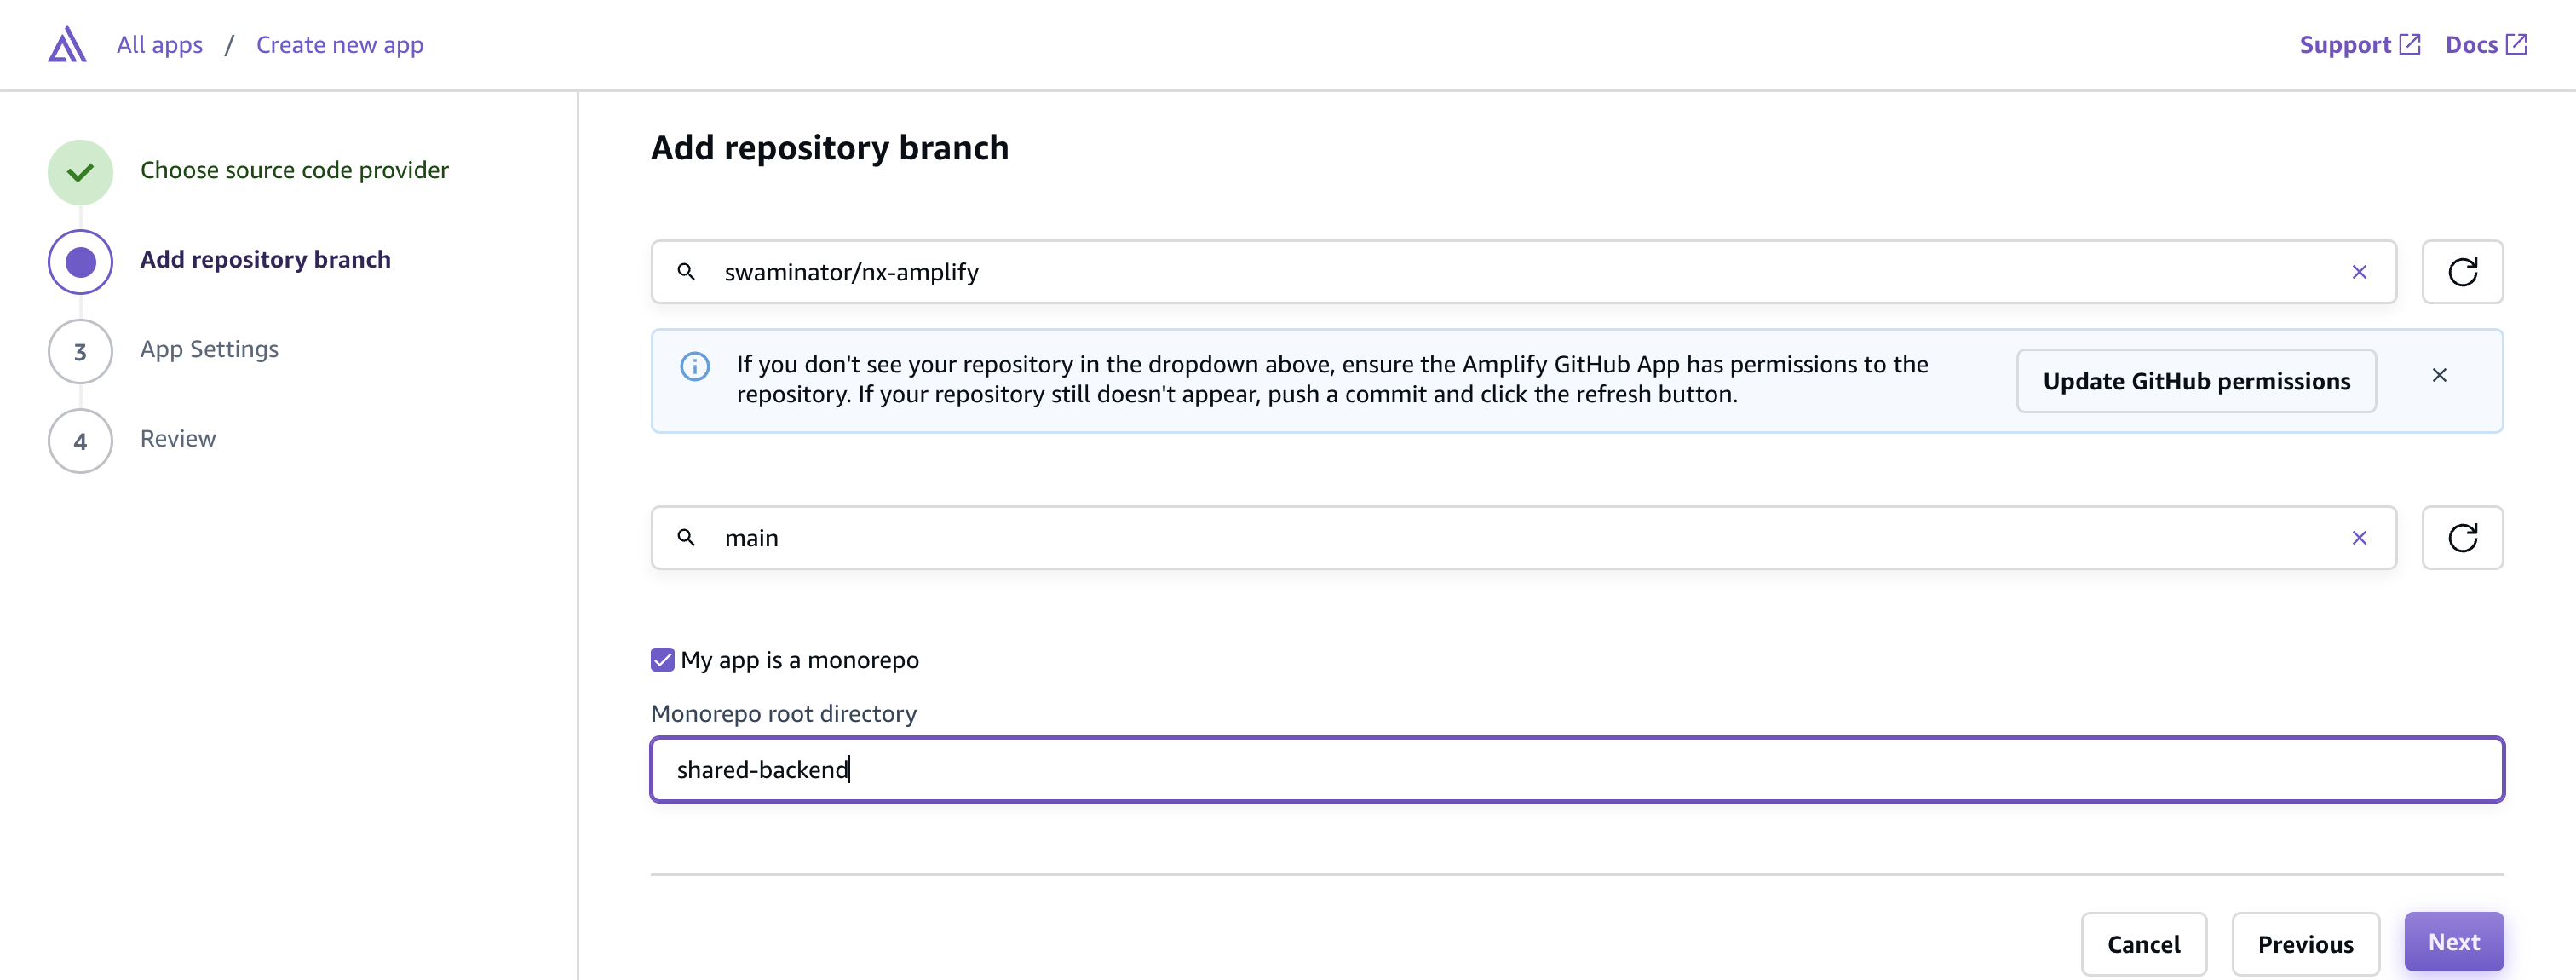 All apps / Create new app
Support Docs
Choose source code provider
Add repository branch
3 App Settings
4 Review
Add repository branch
swaminator/nx-amplify
If you don't see your repository in the dropdown above, ensure the Amplify GitHub App has permissions to the
repository. If your repository still doesn't appear, push a commit and click the refresh button.
Update GitHub permissions
main
My app is a monorepo
Monorepo root directory
shared-backend
Cancel Previous Next